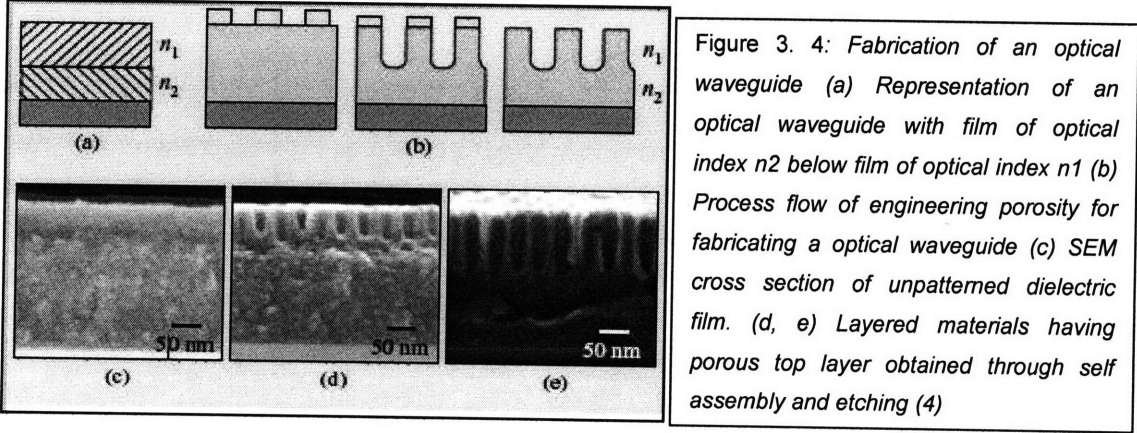 n1
n2
(a)
(b)
n1
n2
50 nm
(c)
50 nm
(d)
50 nm
(e)
Figure 3. 4: Fabrication of an optical
waveguide (a) Representation of an
optical waveguide with film of optical
index n2 below film of optical index n1 (b)
Process flow of engineering porosity for
fabricating a optical waveguide (c) SEM
cross section of unpatterned dielectric
film. (d, e) Layered materials having
porous top layer obtained through self
assembly and etching (4)